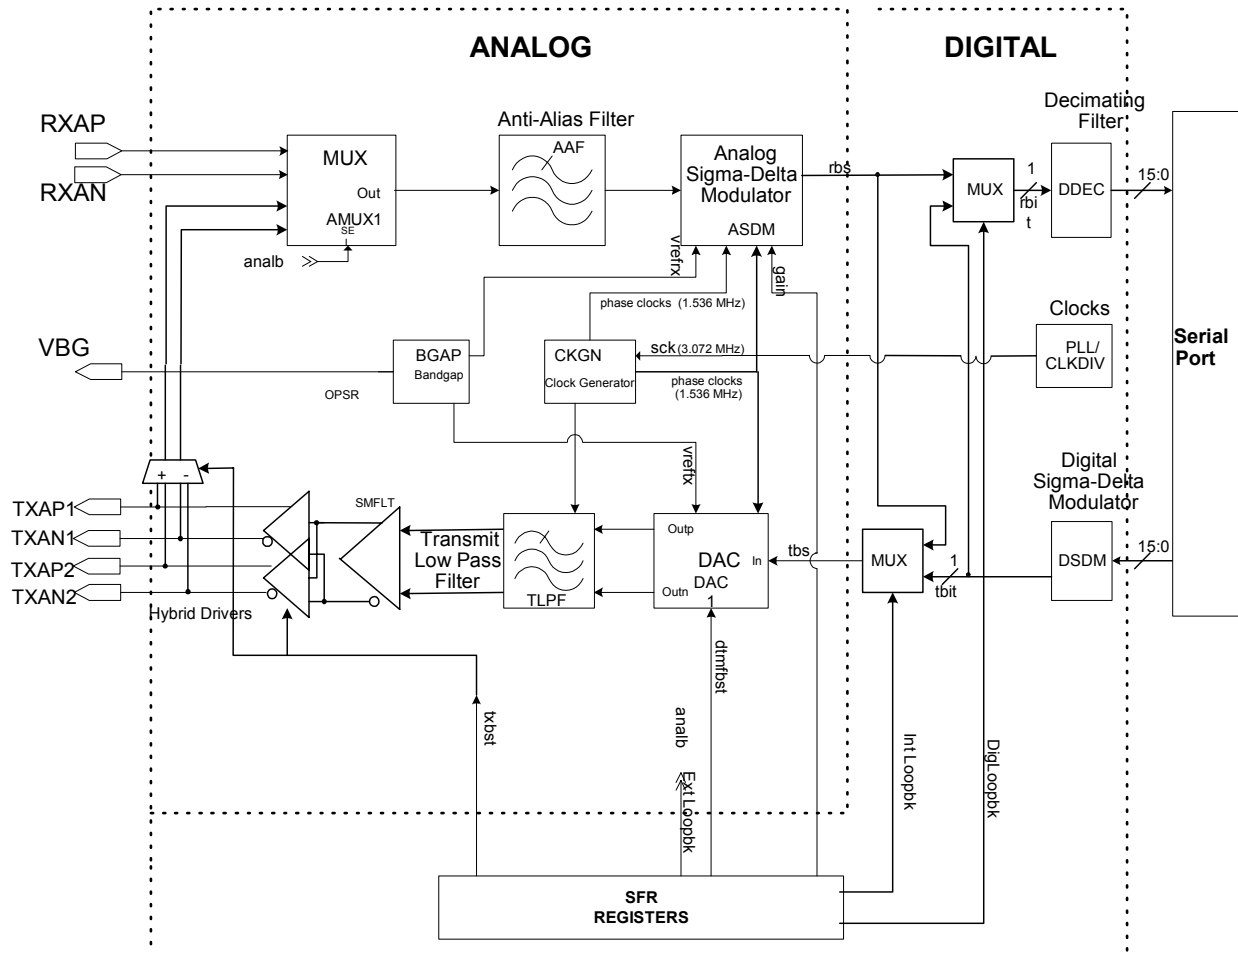 ANALOG
DIGITAL
RXAP
RXAN
MUX
Out
AMUX1
SE
analb
Anti-Alias Filter
AAF
Analog
Sigma-Delta
Modulator
ASDM
rbs
MUX
1
rbi
t
Decimating
Filter
DDEC
15:0
vrefrx
gain
phase clocks (1.536 MHz)
VBG
BGAP
Bandgap
OPSR
CKGN
Clock Generator
sck (3.072 MHz)
phase clocks
(1.536 MHz)
Clocks
PLL/
CLKDIV
Serial
Port
vreftx
+ -
TXAP1
TXAN1
TXAP2
TXAN2
Hybrid Drivers
SMFLT
Transmit
Low Pass
Filter
TLPF
Outp
DAC
In
Outn
DAC
1
tbs
MUX
1
tbit
Digital
Sigma-Delta
Modulator
DSDM
15:0
txbst
analb
Ext Loopbk
dtmfbst
Int Loopbk
DigLoopbk
SFR
REGISTERS